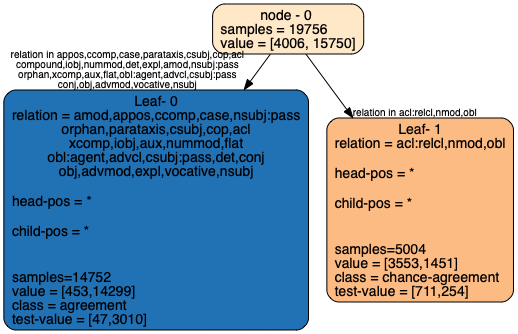 node - 0
samples = 19756
value = [4006, 15750]
relation in appos,ccomp,case,parataxis,csubj,cop,acl
compound,iobj,nummod,det,expl,amod,nsubj:pass
orphan,xcomp,aux,flat,obl:agent,advcl,csubj:pass
conj,obj,advmod,vocative,nsubj
relation in acl:relcl,nmod,obl
Leaf- 0
relation = amod,appos,ccomp,case,nsubj:pass
orphan,parataxis,csubj,cop,acl
xcomp,iobj,aux,nummod,flat
obl:agent,advcl,csubj:pass,det,conj
obj,advmod,expl,vocative,nsubj
head-pos = *
child-pos = *
samples=14752
value = [453,14299]
class = agreement
test-value = [47,3010]
Leaf- 1
relation = acl:relcl,nmod,obl
head-pos = *
child-pos = *
samples=5004
value = [3553,1451]
class = chance-agreement
test-value = [711,254]